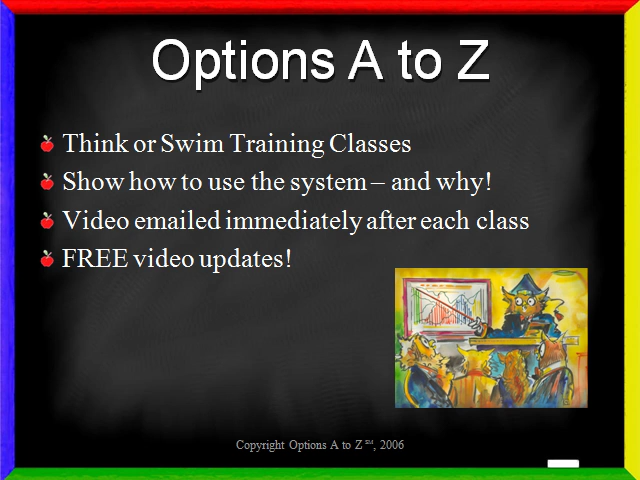 Options A to Z
Think or Swim Training Classes
Show how to use the system – and why!
Video emailed immediately after each class
FREE video updates!
Copyright Options A to Z ℠, 2006